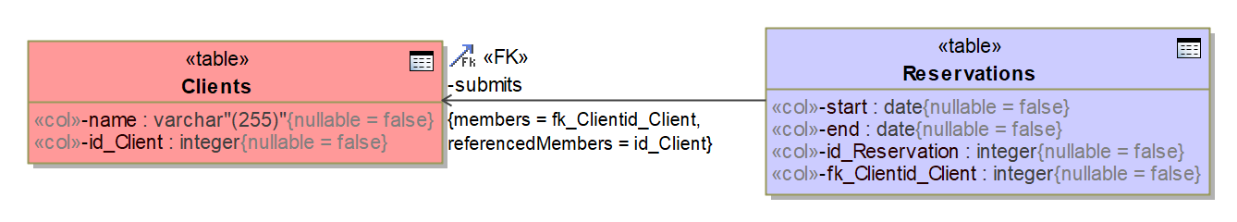 «table»
Clients
«col»-name : varchar"(255)"{nullable = false}
«col»-id_Client : integer{nullable = false}
Fk «FK»
-submits
{members = fk_Clientid_Client,
referencedMembers = id_Client}
«table»
Reservations
«col»-start : date{nullable = false}
«col»-end : date{nullable = false}
«col»-id_Reservation : integer{nullable = false}
«col»-fk_Clientid_Client : integer{nullable = false}